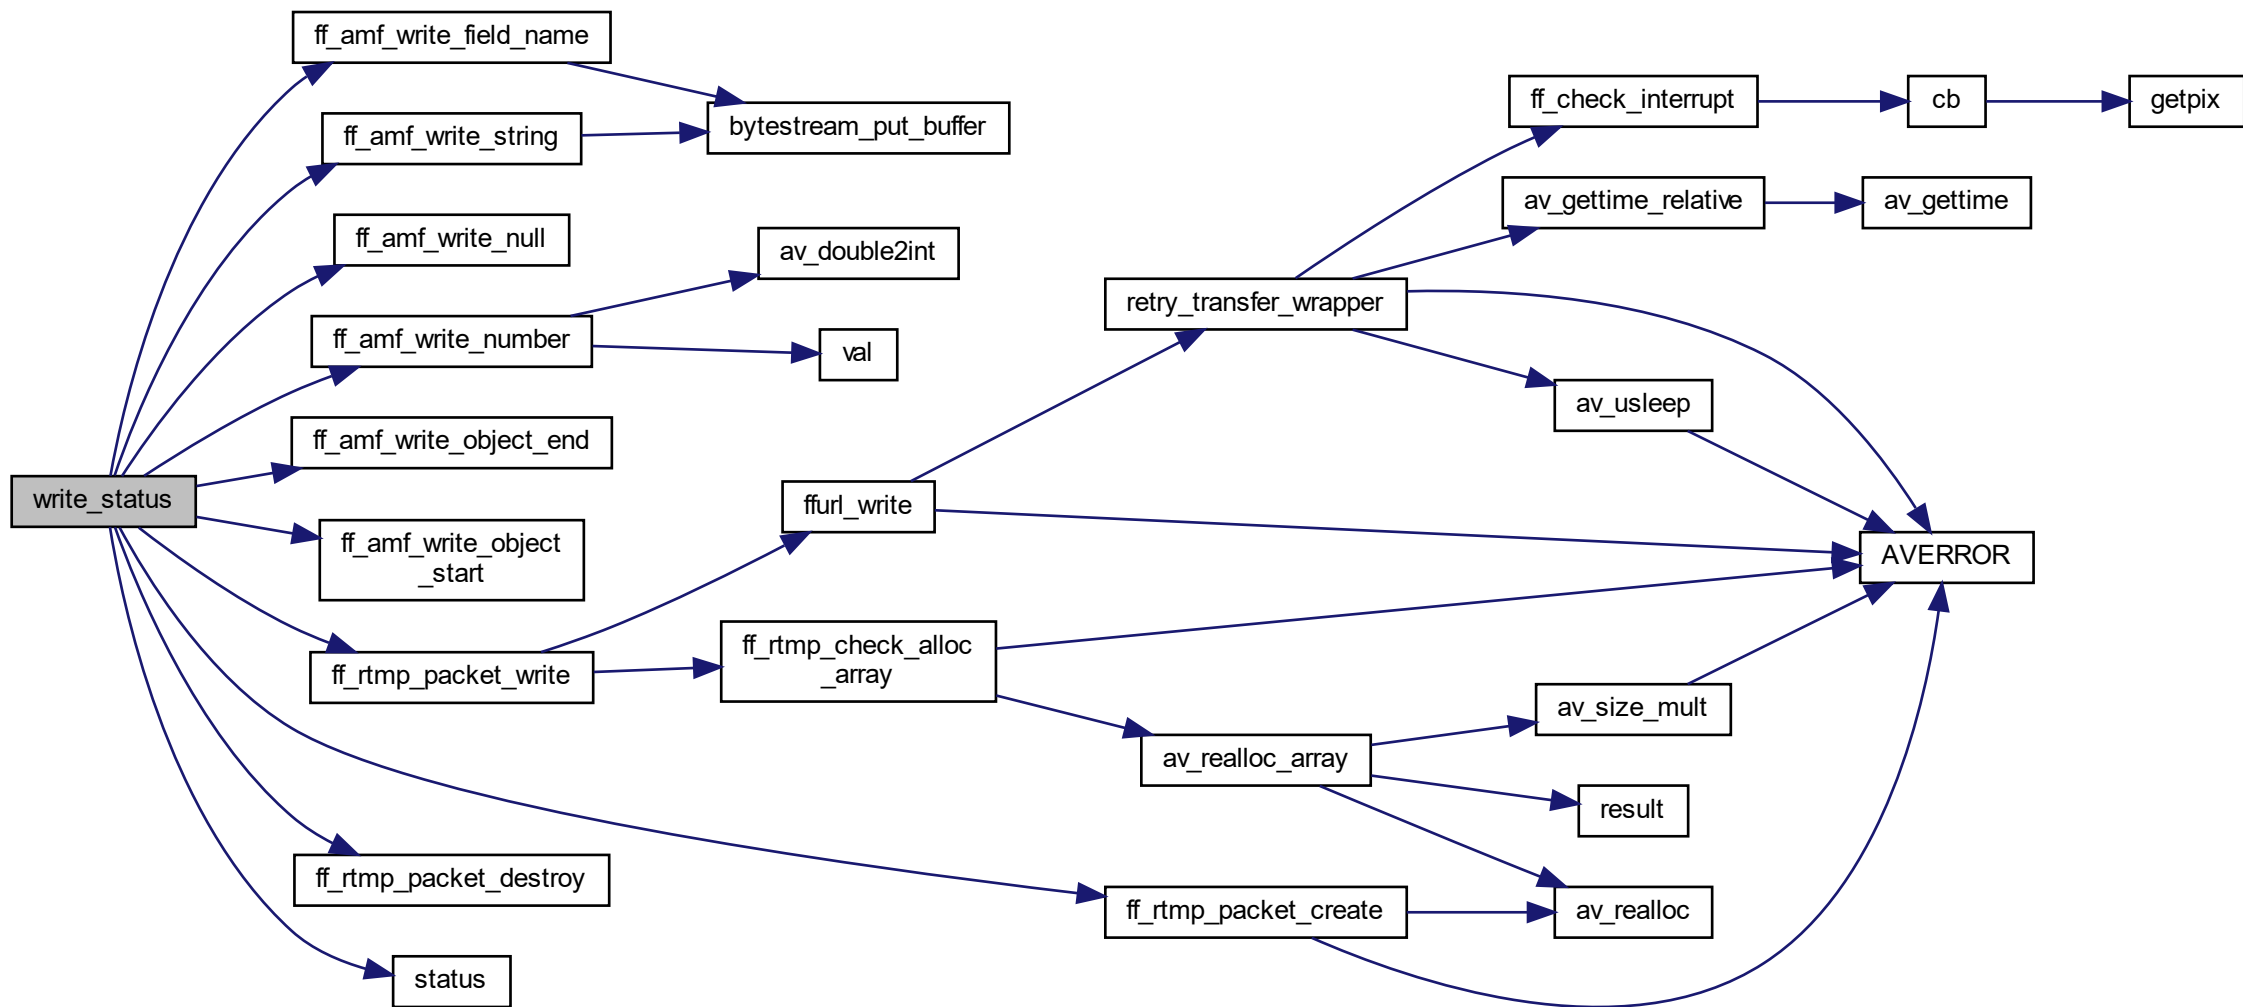 ff_amf_write_field_name
ff_amf_write_string
bytestream_put_buffer
ff_amf_write_null
av_double2int
ff_amf_write_number
val
ff_amf_write_object_end
write_status
ff_amf_write_object
_start
ff_rtmp_packet_write
ff_rtmp_packet_destroy
status
ffurl_write
ff_rtmp_check_alloc
_array
retry_transfer_wrapper
av_realloc_array
ff_rtmp_packet_create
ff_check_interrupt
cb
getpix
av_gettime_relative
av_gettime
av_usleep
AVERROR
av_size_mult
result
av_realloc